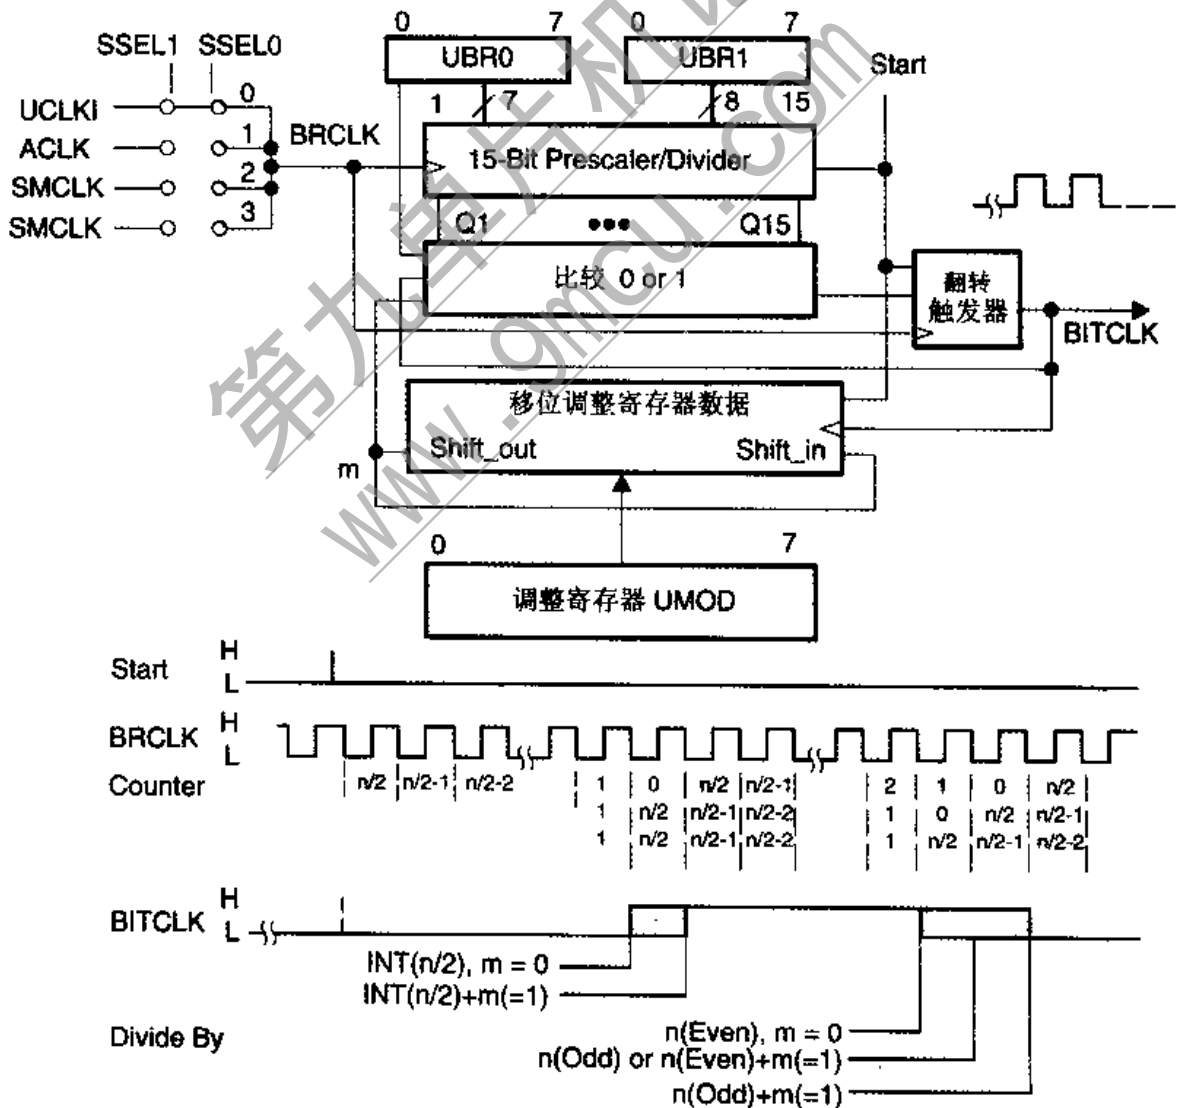 0 7 0 7
SSEL1 SSEL0
UBR0 UBR1
Start
UCLKI 0
1 7 8 15
ACLK 1
BRCLK
15-Bit Prescaler/Divider
SMCLK 2
SMCLK 3
Q1 ••• Q15
比较 0 or 1
翻转
触发器
BITCLK
移位调整寄存器数据
Shift_out Shift_in
m
0 7
调整寄存器 UMOD
Start H
L
BRCLK H
L
Counter n/2 n/2-1 n/2-2 1 0 n/2 n/2-1 2 1 0 n/2
1 n/2 n/2-1 n/2-2 1 0 n/2 n/2-1
1 n/2 n/2-1 n/2-2 1 n/2 n/2-1 n/2-2
BITCLK H
L
INT(n/2), m = 0
INT(n/2)+m(=1)
Divide By
n(Even), m = 0
n(Odd) or n(Even)+m(=1)
n(Odd)+m(=1)
www.9mcu.com